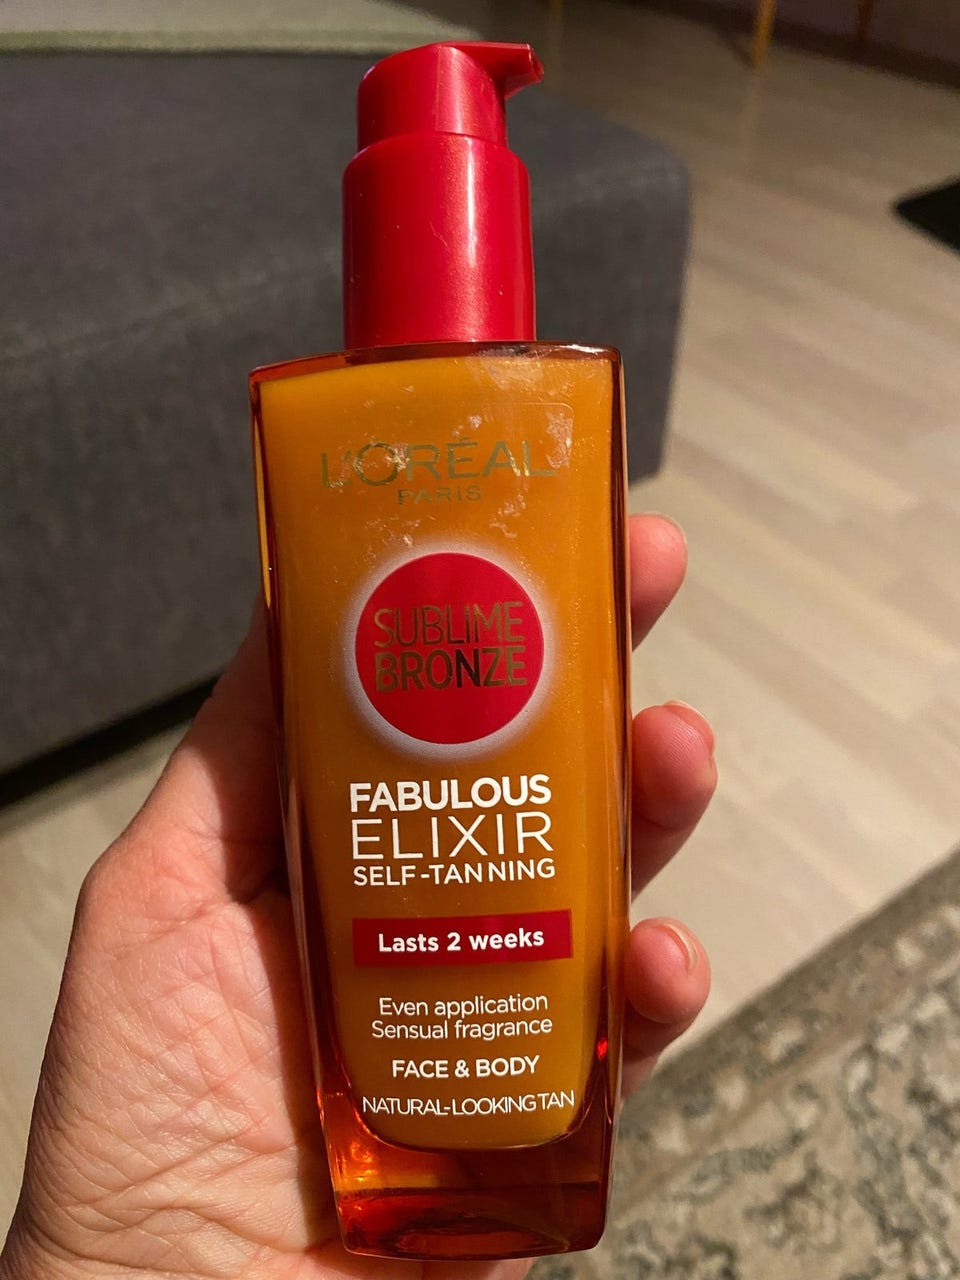 L'ORÉAL
PARIS
SUBLIME
BRONZE
FABULOUS
ELIXIR
SELF-TANNING
Lasts 2 weeks
Even application
Sensual fragrance
FACE & BODY
NATURAL-LOOKING TAN